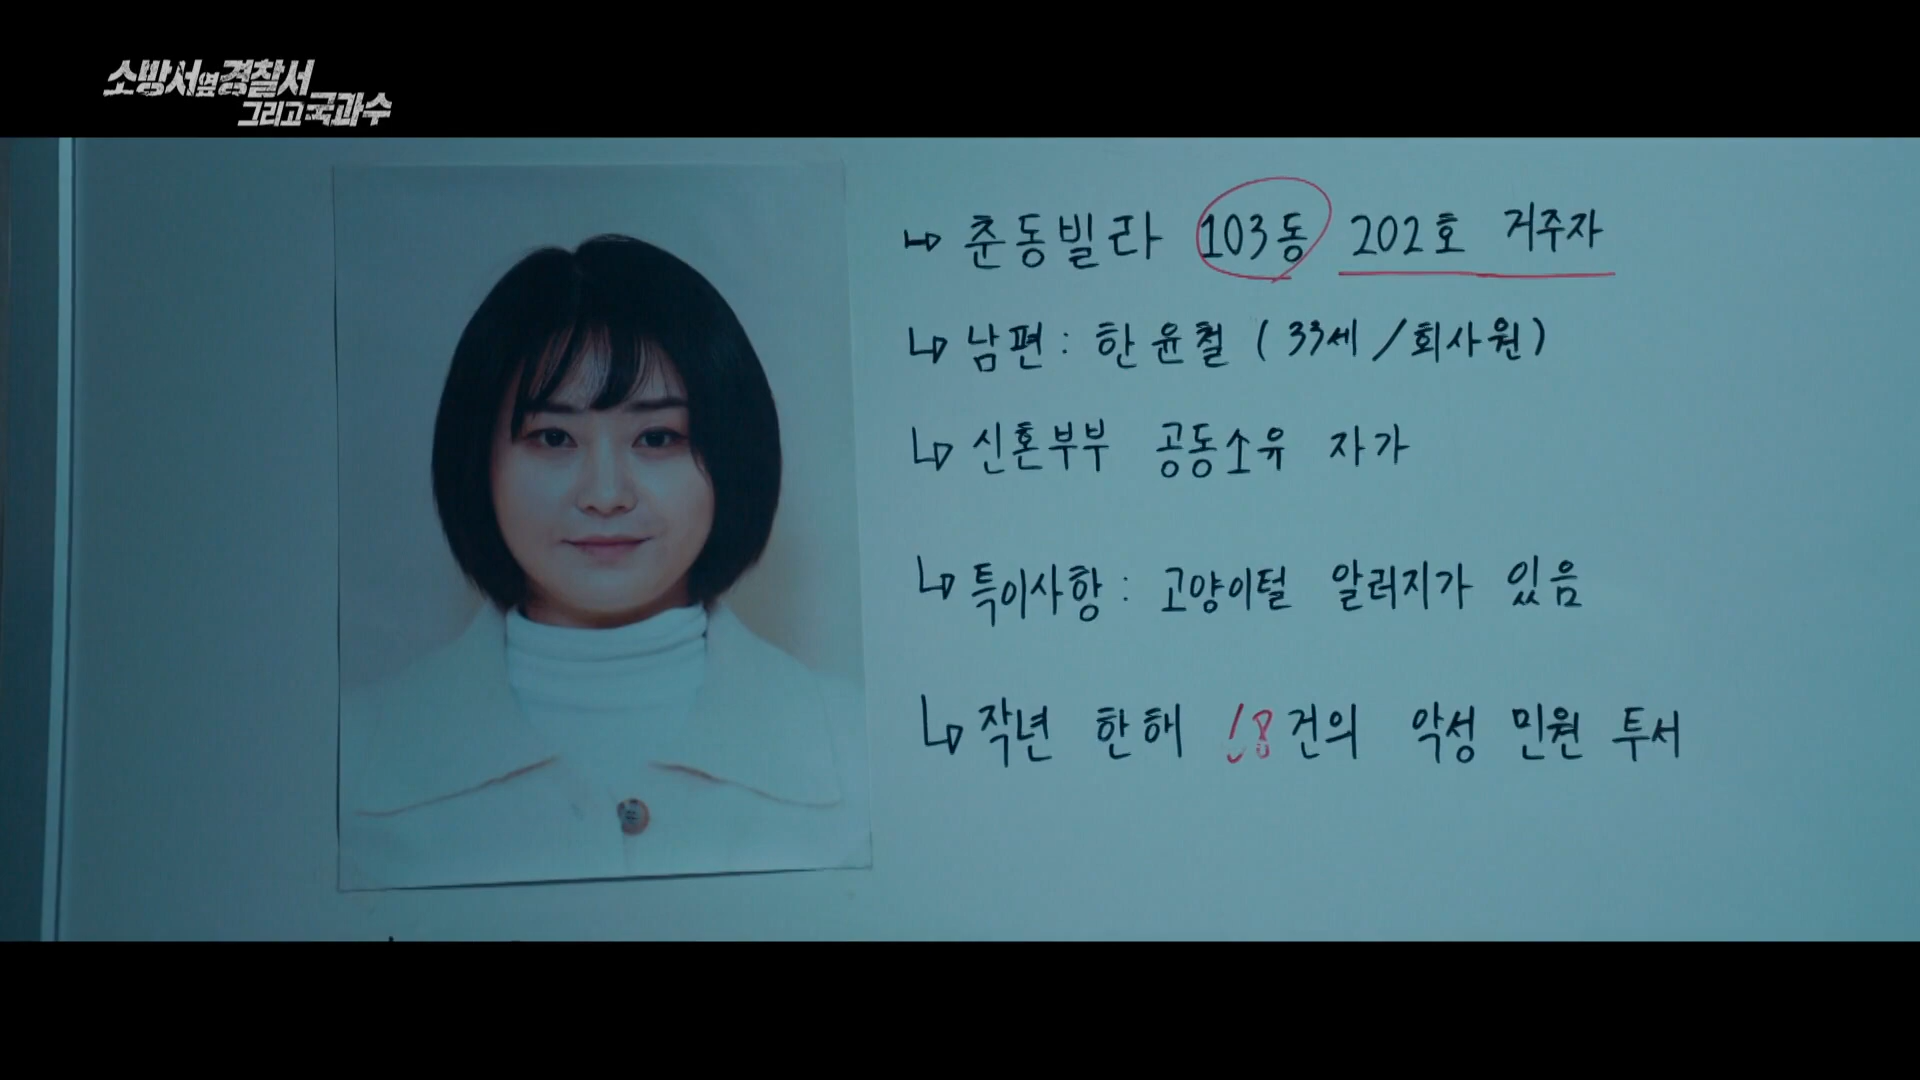 소방서옆경찰서
그리고국과수
춘동빌라 103동 202호 거주자
남편: 한윤철 (33세/회사원)
신혼부부 공동소유 자가
특이사항: 고양이털 알러지가 있음
작년 한해 18건의 악성 민원 투서